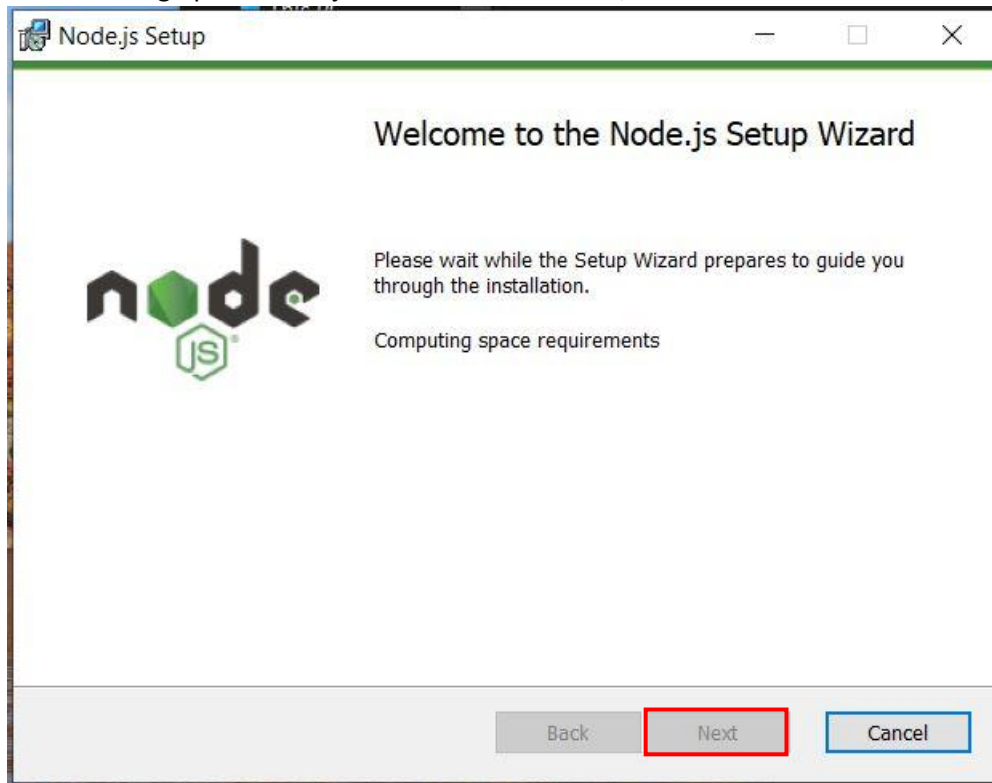 Node.js Setup
Welcome to the Node.js Setup Wizard
node
JS
Please wait while the Setup Wizard prepares to guide you
through the installation.
Computing space requirements
Back Next Cancel